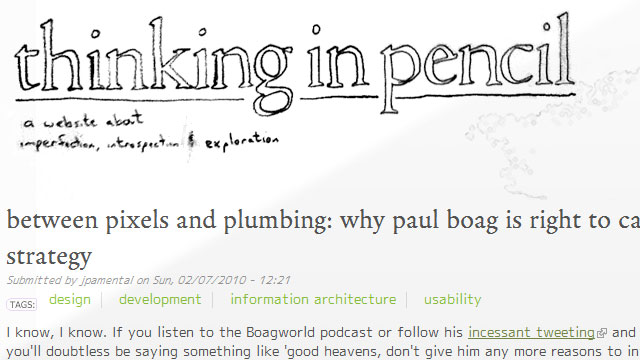 thinking in pencil
a website about
imperfection, introspection & exploration
between pixels and plumbing: why paul boag is right to ca
strategy
Submitted by jpamental on Sun, 02/07/2010 - 12:21
TAGS: design development information architecture usability
I know, I know. If you listen to the Boagworld podcast or follow his incessant tweeting and
you'll doubtless be saying something like 'good heavens, don't give him any more reasons to in